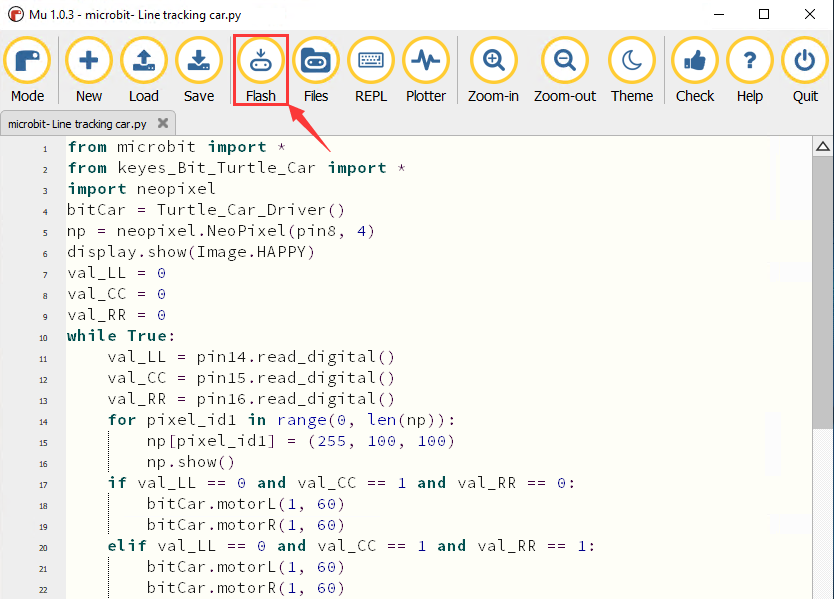 Mu 1.0.3 - microbit- Line tracking car.py
Mode New Load Save Flash Files REPL Plotter Zoom-in Zoom-out Theme Check Help Quit
microbit- Line tracking car.py
1 from microbit import *
2 from keyes_Bit_Turtle_Car import *
3 import neopixel
4 bitCar = Turtle_Car_Driver()
5 np = neopixel.NeoPixel(pin8, 4)
6 display.show(Image.HAPPY)
7 val_LL = 0
8 val_CC = 0
9 val_RR = 0
10 while True:
11     val_LL = pin14.read_digital()
12     val_CC = pin15.read_digital()
13     val_RR = pin16.read_digital()
14     for pixel_id1 in range(0, len(np)):
15         np[pixel_id1] = (255, 100, 100)
16         np.show()
17     if val_LL == 0 and val_CC == 1 and val_RR == 0:
18         bitCar.motorL(1, 60)
19         bitCar.motorR(1, 60)
20     elif val_LL == 0 and val_CC == 1 and val_RR == 1:
21         bitCar.motorL(1, 60)
22         bitCar.motorR(1, 60)